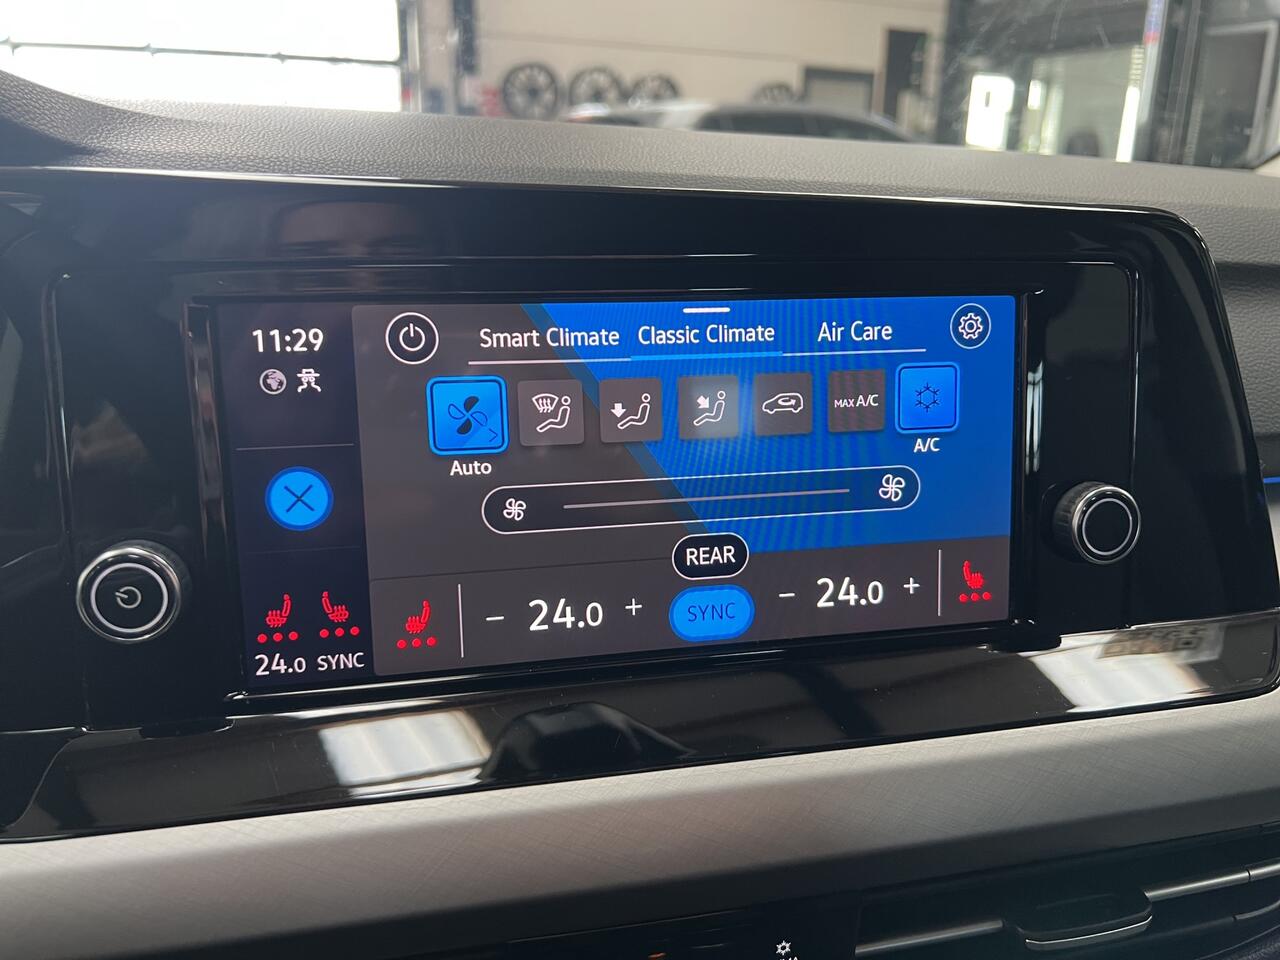 11:29
Smart Climate Classic Climate Air Care
MAX A/C
Auto
A/C
REAR
24.0 SYNC 24.0
24.0 SYNC